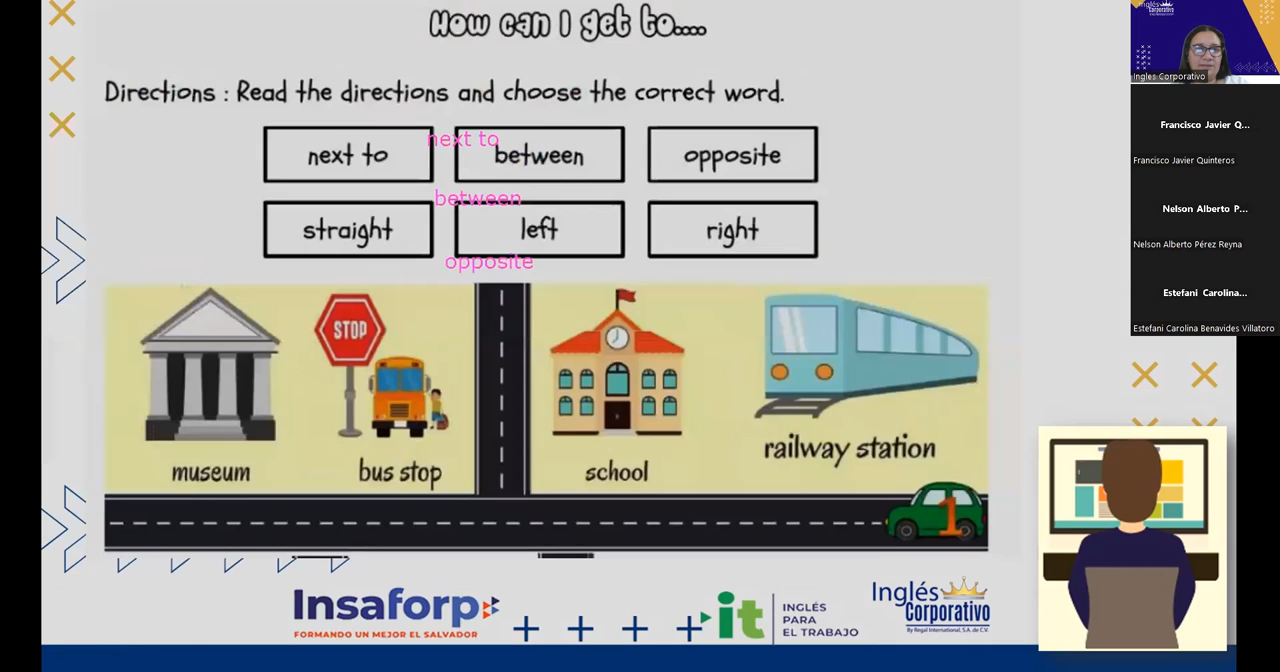 How can I get to....
Directions : Read the directions and choose the correct word.
next to
between
opposite
next to
between
straight
left
right
opposite
STOP
museum
bus stop
school
railway station
1
Insaforp
FORMANDO UN MEJOR EL SALVADOR
it
INGLÉS
PARA
EL TRABAJO
Inglés
Corporativo
By Regal International, S.A. de C.V.
Inglés
Corporativo
Ingles Corporativo
Francisco Javier Q...
Francisco Javier Quinteros
Nelson Alberto P...
Nelson Alberto Pérez Reyna
Estefani Carolina...
Estefani Carolina Benavides Villatoro